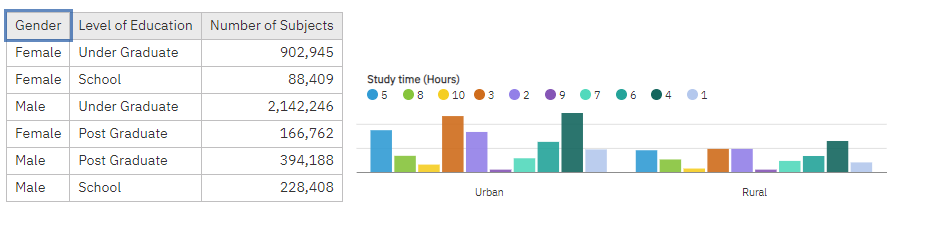 Gender Level of Education Number of Subjects
Female Under Graduate 902,945
Female School 88,409
Male Under Graduate 2,142,246
Female Post Graduate 166,762
Male Post Graduate 394,188
Male School 228,408
Study time (Hours)
5 8 10 3 2 9 7 6 4 1
Urban Rural